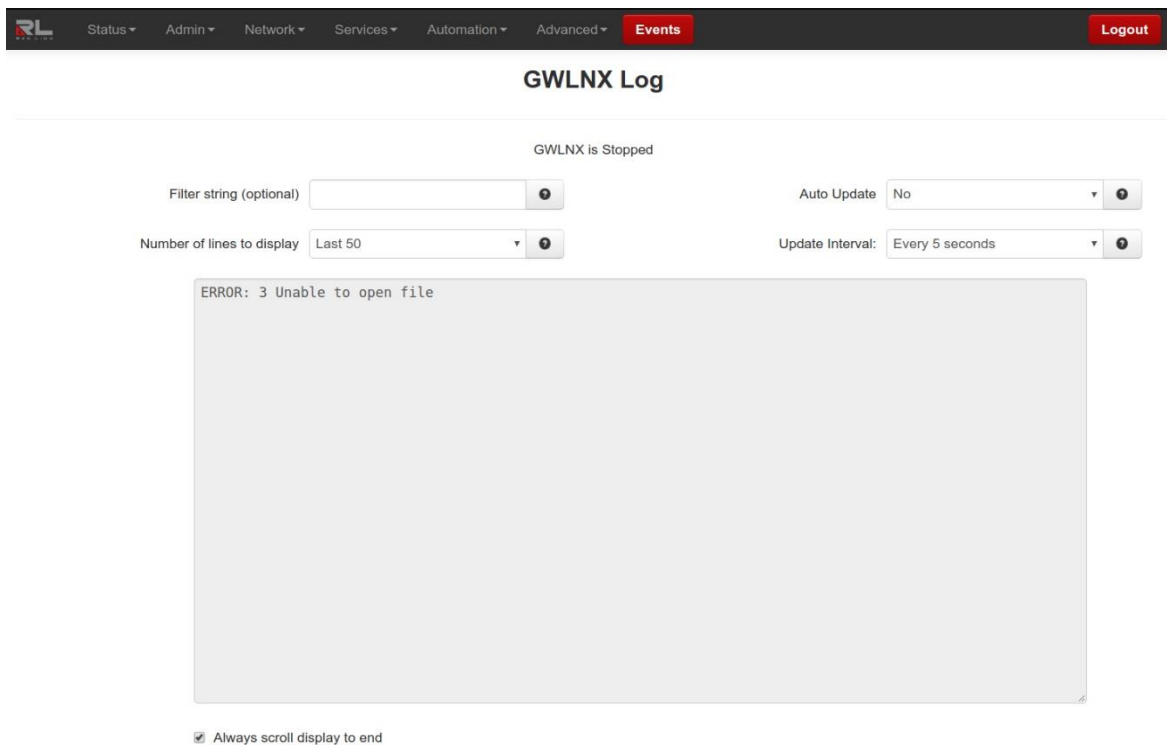 RL
Status Admin Network Services Automation Advanced Events Logout
GWLNX Log
GWLNX is Stopped
Filter string (optional) Auto Update No
Number of lines to display Last 50 Update Interval: Every 5 seconds
ERROR: 3 Unable to open file
Always scroll display to end